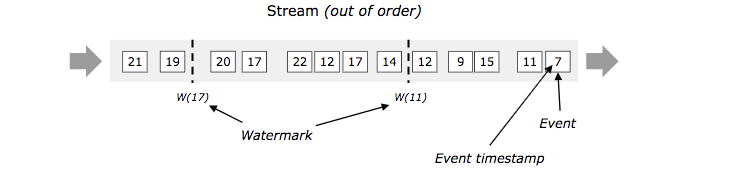 Stream (out of order)
21 19 20 17 22 12 17 14 12 9 15 11 7
W(17) W(11)
Watermark
Event
Event timestamp